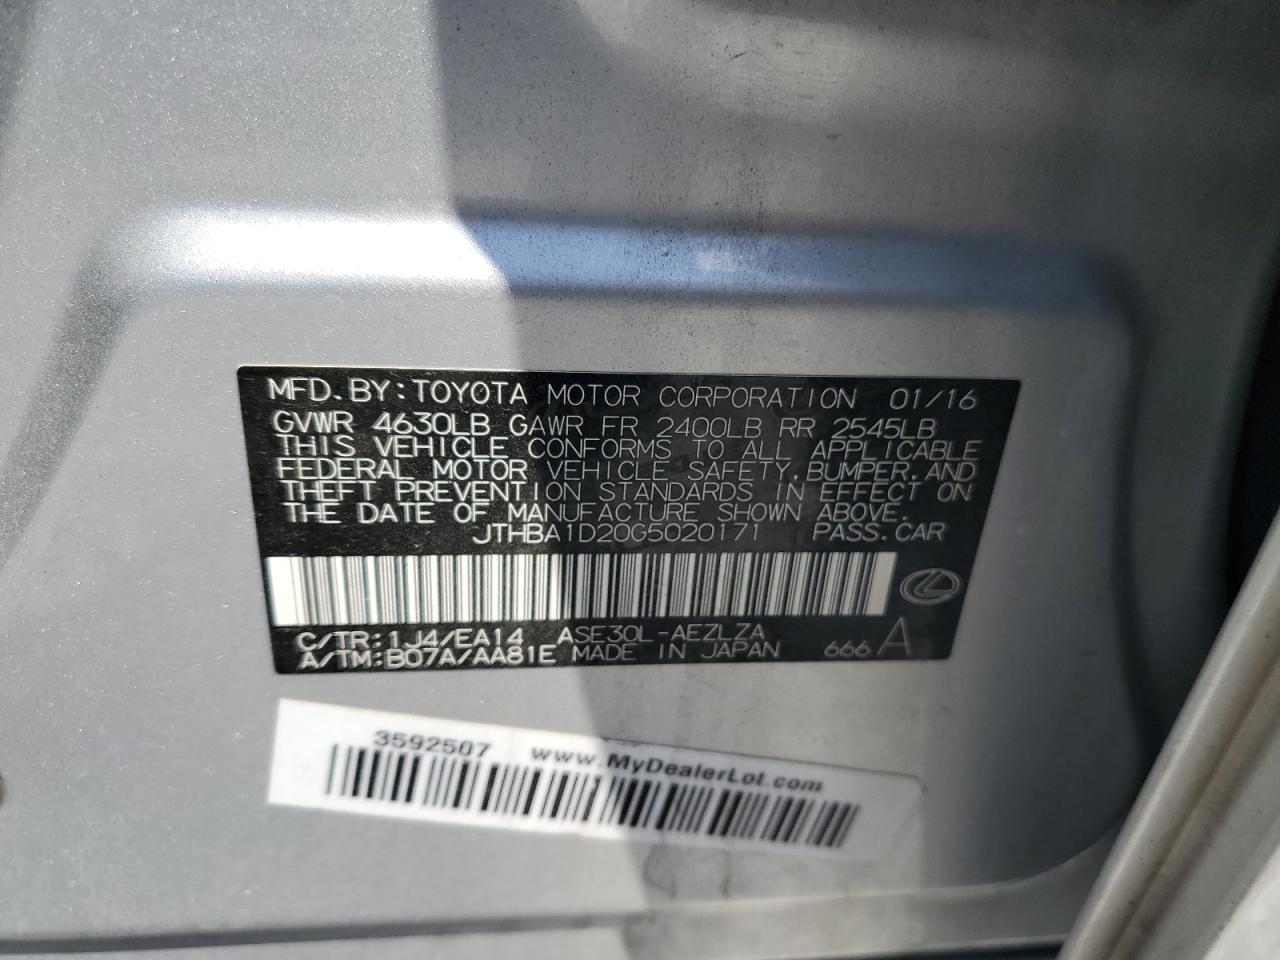 MFD. BY: TOYOTA MOTOR CORPORATION 01/16
GVWR 4630LB GAWR FR 2400LB RR 2545LB
THIS VEHICLE CONFORMS TO ALL APPLICABLE
FEDERAL MOTOR VEHICLE SAFETY, BUMPER, AND
THEFT PREVENTION STANDARDS IN EFFECT ON
THE DATE OF MANUFACTURE SHOWN ABOVE.
JTHBA1D20G5020171 PASS. CAR
C/TR: 1J4/EA14 ASE30L-AEZLZA
A/TM: B07A/AA81E MADE IN JAPAN 666 A
3592507 www.MyDealerLot.com